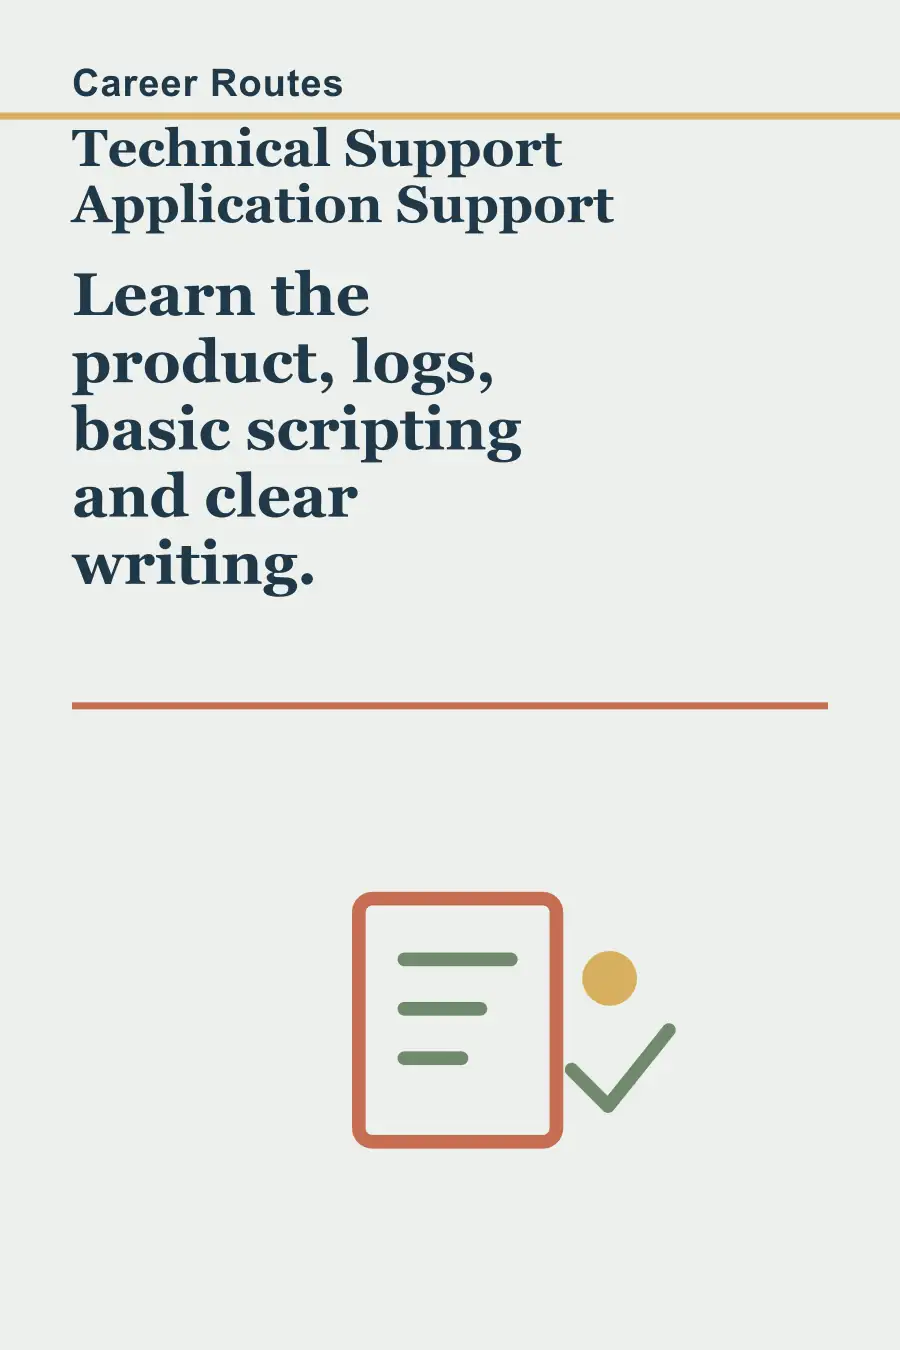 Career Routes
Technical Support
Application Support
Learn the
product, logs,
basic scripting
and clear
writing.